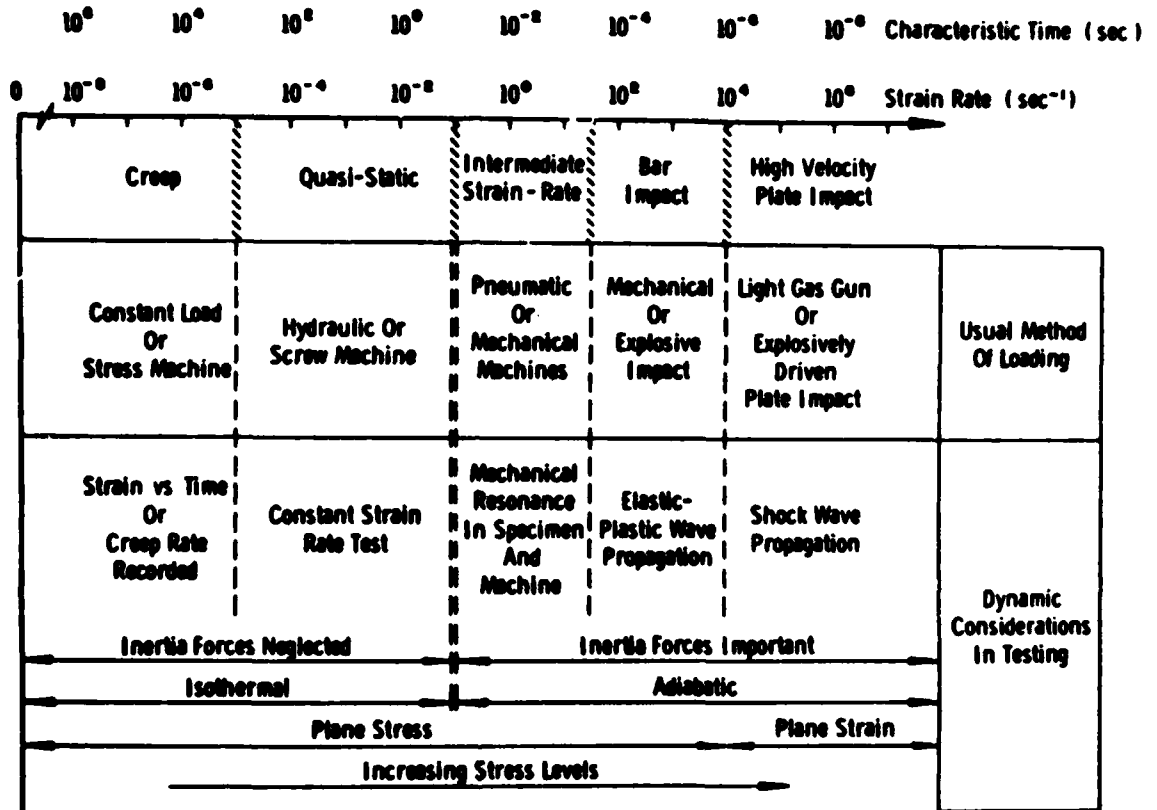 10⁶ 10⁴ 10² 10⁰ 10⁻² 10⁻⁴ 10⁻⁶ 10⁻⁸ Characteristic Time ( sec )
0 10⁻⁸ 10⁻⁶ 10⁻⁴ 10⁻² 10⁰ 10² 10⁴ 10⁶ Strain Rate ( sec⁻¹)
Creep
Quasi-Static
Intermediate
Strain-Rate
Bar
Impact
High Velocity
Plate Impact
Constant Load
Or
Stress Machine
Hydraulic Or
Screw Machine
Pneumatic
Or
Mechanical
Machines
Mechanical
Or
Explosive
Impact
Light Gas Gun
Or
Explosively
Driven
Plate Impact
Usual Method
Of Loading
Strain vs Time
Or
Creep Rate
Recorded
Constant Strain
Rate Test
Mechanical
Resonance
In Specimen
And
Machine
Elastic-
Plastic Wave
Propagation
Shock Wave
Propagation
Dynamic
Considerations
In Testing
Inertia Forces Neglected
Inertia Forces Important
Isothermal
Adiabatic
Plane Stress
Plane Strain
Increasing Stress Levels